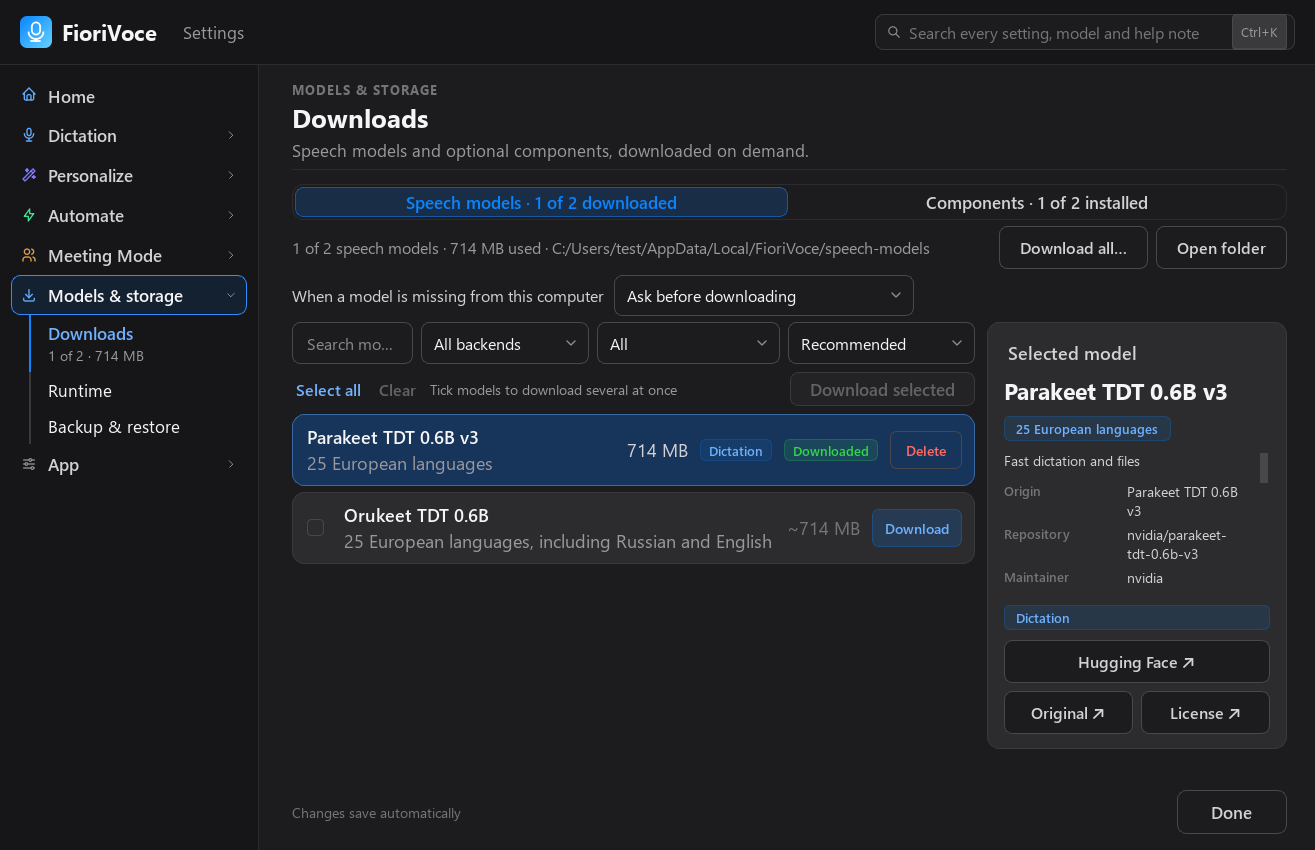 FioriVoce
Settings
Search every setting, model and help note
Ctrl+K
Home
Dictation
Personalize
Automate
Meeting Mode
Models & storage
Downloads
1 of 2 · 714 MB
Runtime
Backup & restore
App
MODELS & STORAGE
Downloads
Speech models and optional components, downloaded on demand.
Speech models · 1 of 2 downloaded
Components · 1 of 2 installed
1 of 2 speech models · 714 MB used · C:/Users/test/AppData/Local/FioriVoce/speech-models
Download all...
Open folder
When a model is missing from this computer
Ask before downloading
Search mo...
All backends
All
Recommended
Select all
Clear
Tick models to download several at once
Download selected
Parakeet TDT 0.6B v3
25 European languages
714 MB
Dictation
Downloaded
Delete
Orukeet TDT 0.6B
25 European languages, including Russian and English
~714 MB
Download
Selected model
Parakeet TDT 0.6B v3
25 European languages
Fast dictation and files
Origin
Parakeet TDT 0.6B
v3
Repository
nvidia/parakeet-
tdt-0.6b-v3
Maintainer
nvidia
Dictation
Hugging Face ↗
Original ↗
License ↗
Changes save automatically
Done